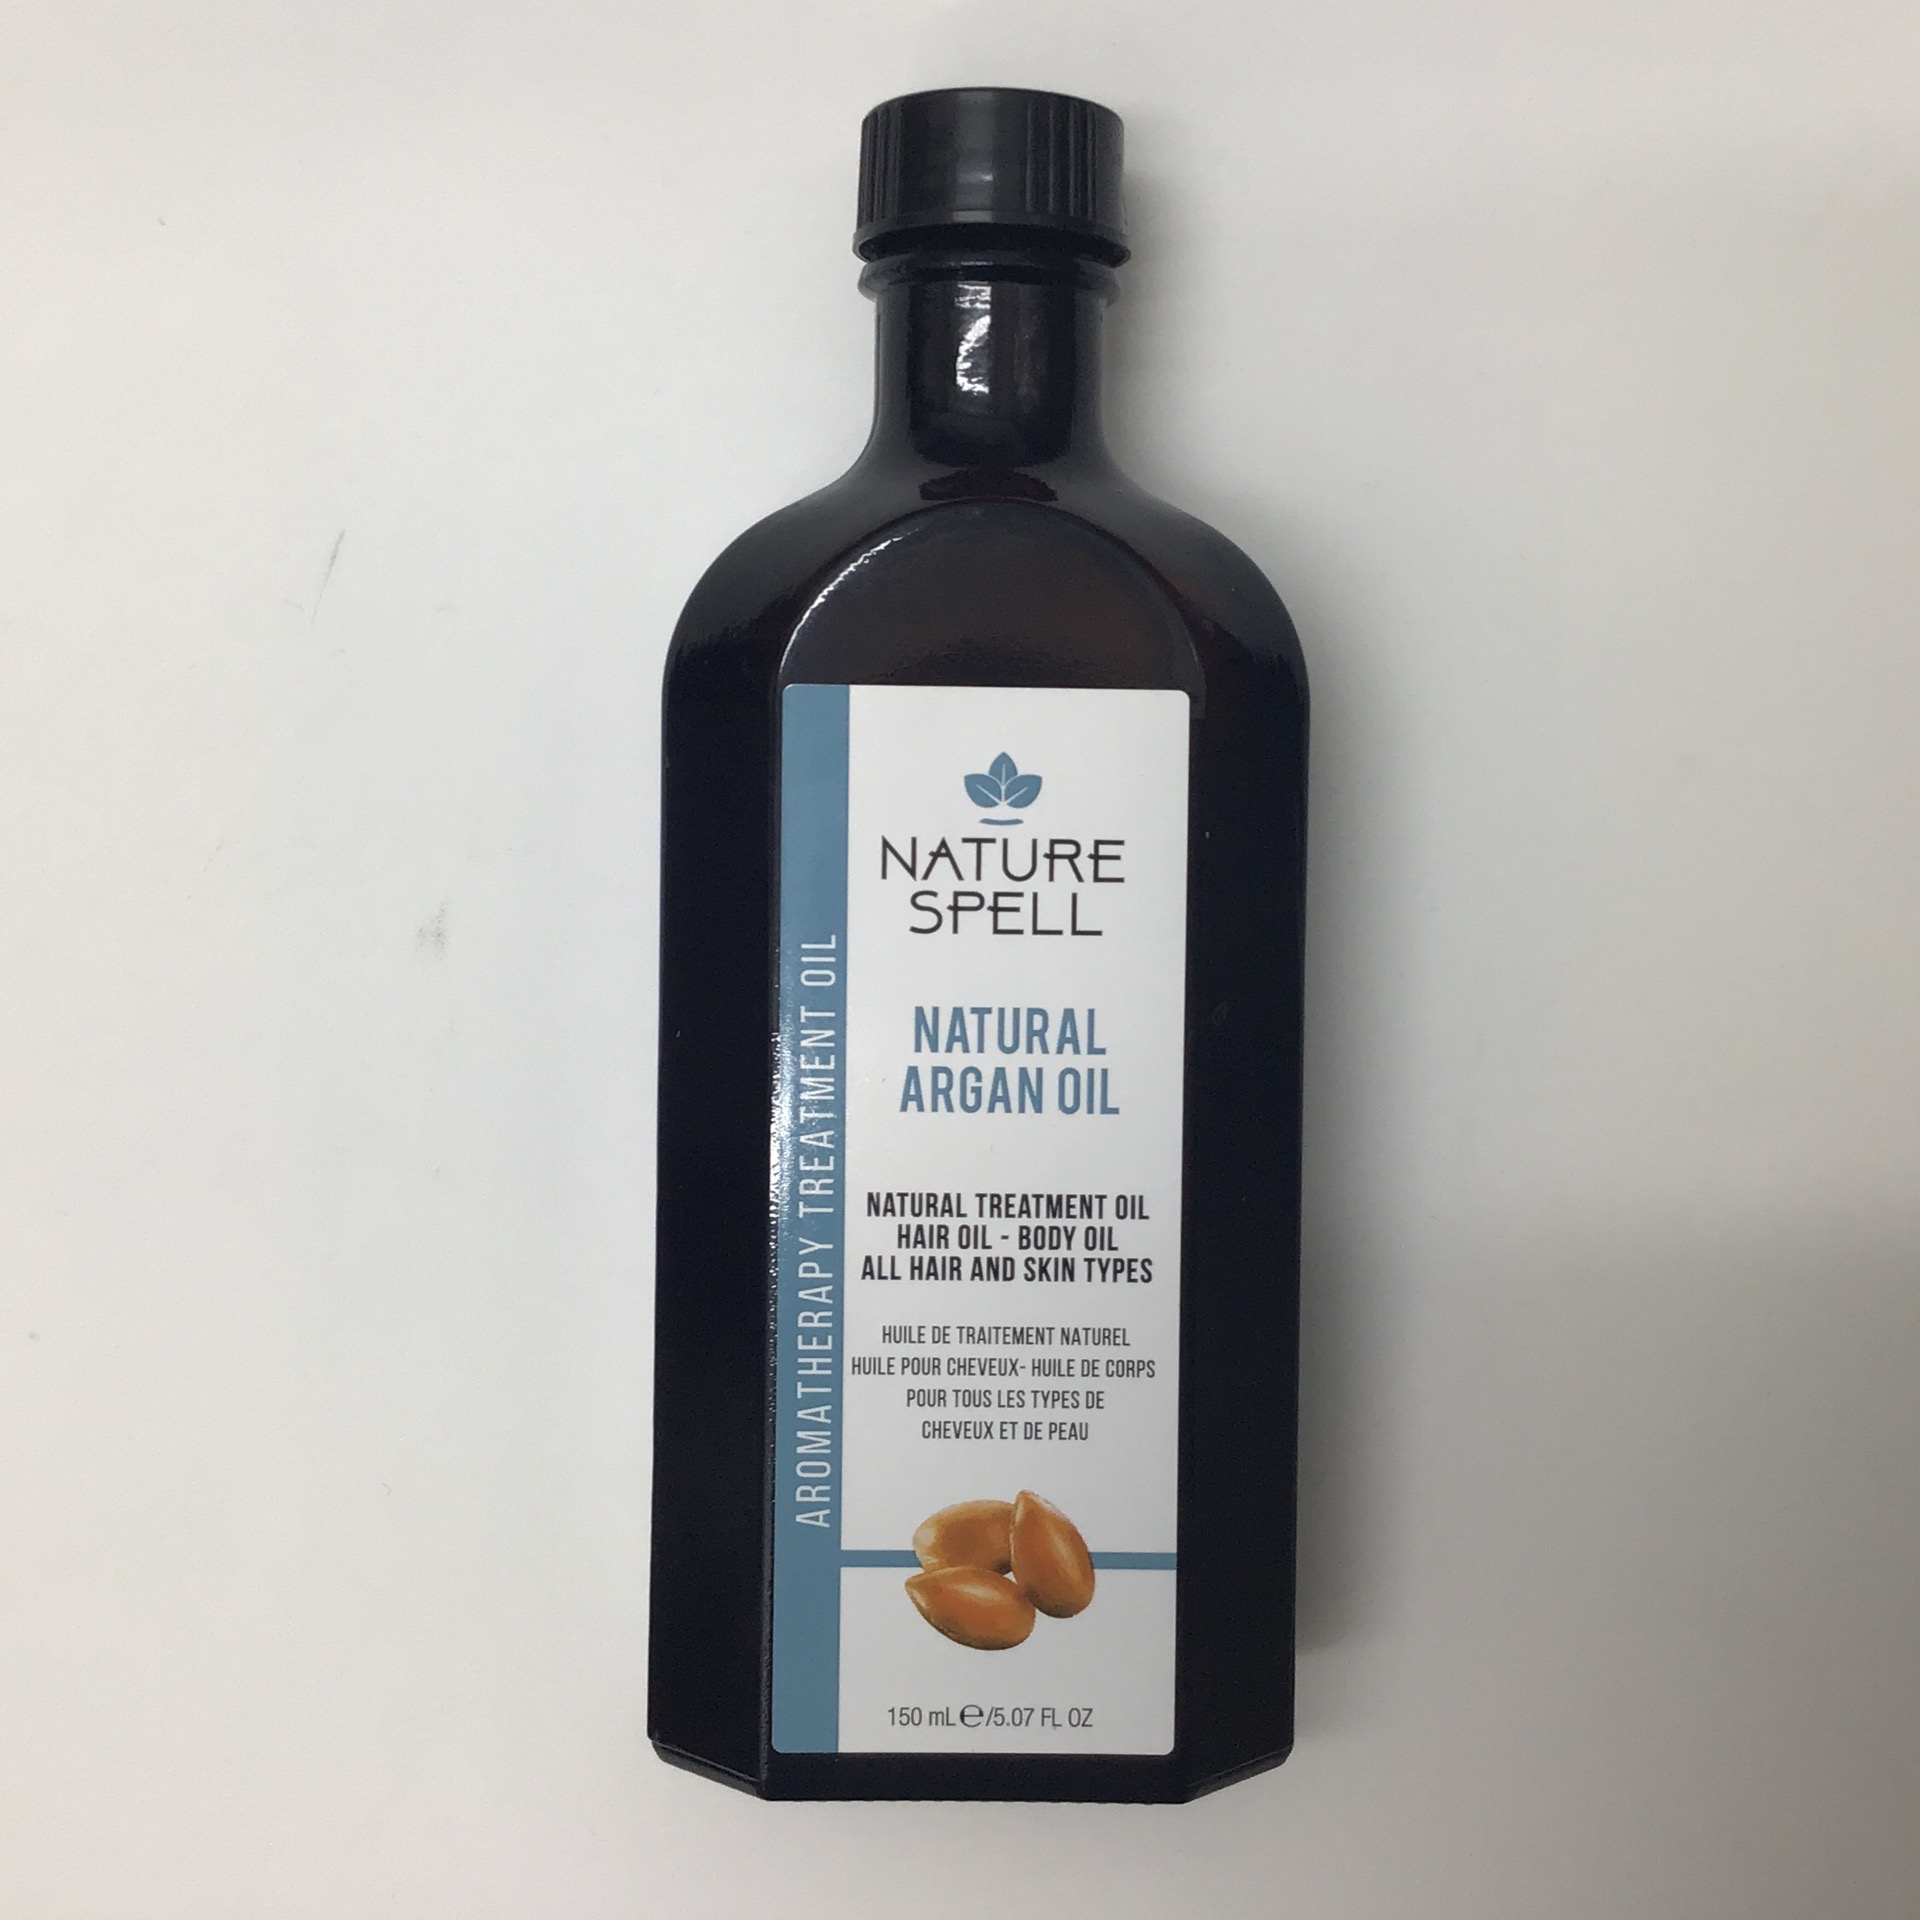 NATURE
SPELL
NATURAL
ARGAN OIL
NATURAL TREATMENT OIL
HAIR OIL - BODY OIL
ALL HAIR AND SKIN TYPES
HUILE DE TRAITEMENT NATUREL
HUILE POUR CHEVEUX- HUILE DE CORPS
POUR TOUS LES TYPES DE
CHEVEUX ET DE PEAU
150 mL℮/5.07 FL OZ
AROMATHERAPY TREATMENT OIL